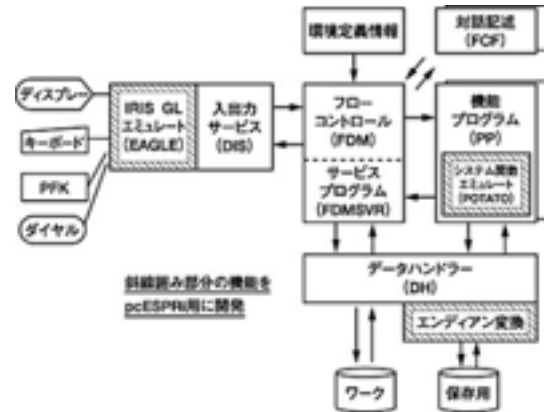 環境定義情報
対話記述
(FCF)
ディスプレー
キーボード
PFK
ダイヤル
IRIS GL
エミュレート
(EAGLE)
入出力
サービス
(DIS)
フロー
コントロール
(FDM)
サービス
プログラム
(FDMSVR)
機能
プログラム
(PP)
システム関数
エミュレート
(POTATO)
データハンドラー
(DH)
エンディアン変換
ワーク
保存用
斜線囲み部分の機能を
pcESPRi用に開発